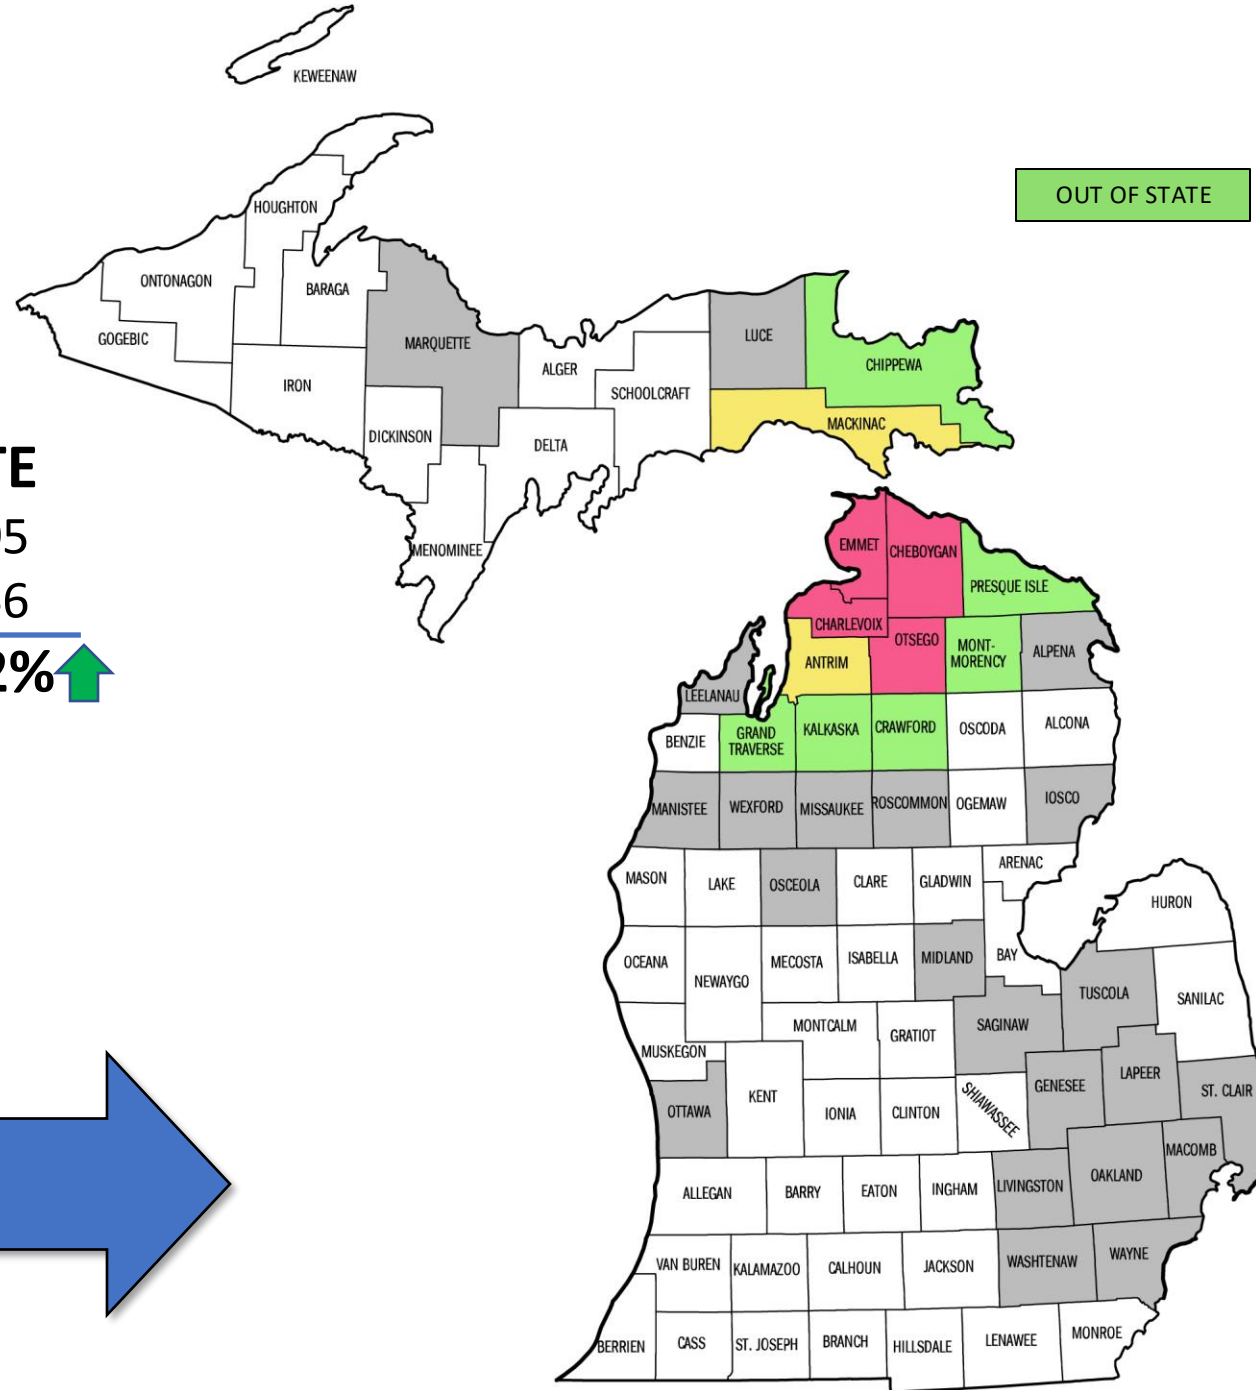 KEWEENAW
OUT OF STATE
HOUGHTON
ONTONAGON
BARAGA
GOGEBIC
MARQUETTE
LUCE
CHIPPEWA
IRON
ALGER
SCHOOLCRAFT
MACKINAC
DICKINSON
DELTA
MENOMINEE
TE
5
6
2%
EMMET
CHEBOYGAN
PRESQUE ISLE
CHARLEVOIX
OTSEGO
MONT-
MORENCY
ALPENA
ANTRIM
LEELANAU
BENZIE
GRAND
TRAVERSE
KALKASKA
CRAWFORD
OSCODA
ALCONA
MANISTEE
WEXFORD
MISSAUKEE
ROSCOMMON
OGEMAW
IOSCO
ARENAC
MASON
LAKE
OSCEOLA
CLARE
GLADWIN
HURON
OCEANA
NEWAYGO
MECOSTA
ISABELLA
MIDLAND
BAY
TUSCOLA
SANILAC
MUSKEGON
MONTCALM
GRATIOT
SAGINAW
OTTAWA
KENT
IONIA
CLINTON
SHIAWASSEE
GENESEE
LAPEER
ST. CLAIR
ALLEGAN
BARRY
EATON
INGHAM
LIVINGSTON
OAKLAND
MACOMB
VAN BUREN
KALAMAZOO
CALHOUN
JACKSON
WASHTENAW
WAYNE
BERRIEN
CASS
ST. JOSEPH
BRANCH
HILLSDALE
LENAWEE
MONROE